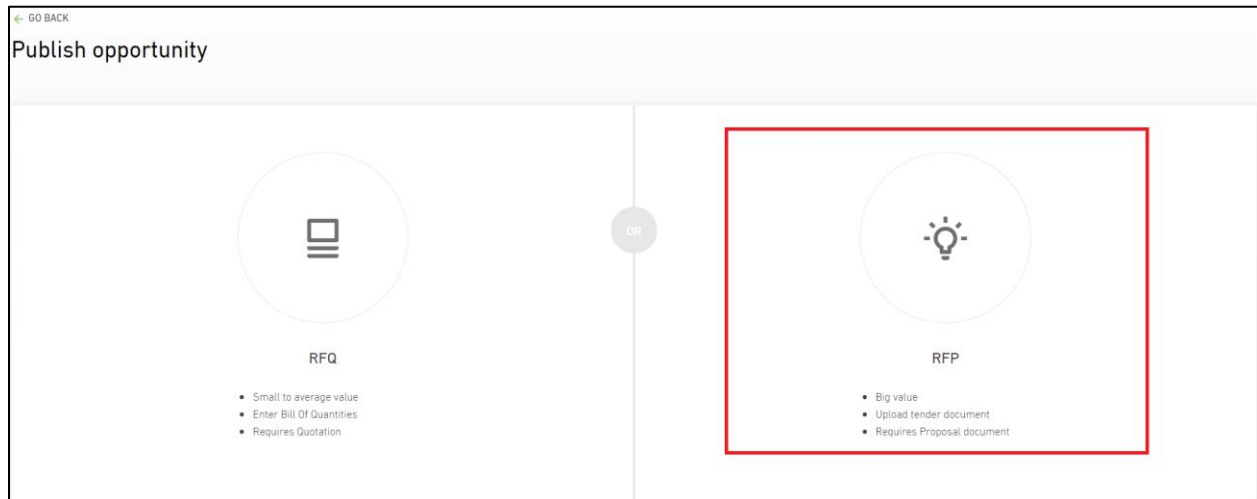 ← GO BACK
Publish opportunity
OR
RFQ
• Small to average value
• Enter Bill Of Quantities
• Requires Quotation
RFP
• Big value
• Upload tender document
• Requires Proposal document